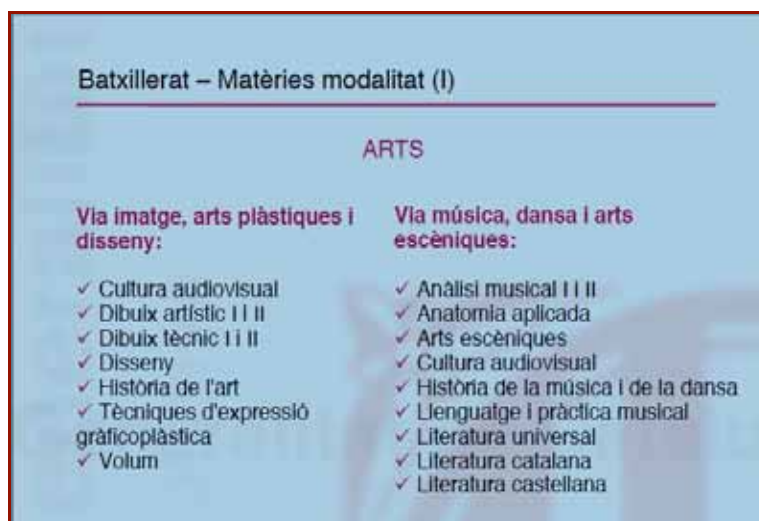 Batxillerat – Matèries modalitat (I)
ARTS
Via imatge, arts plàstiques i
disseny:
✓ Cultura audiovisual
✓ Dibuix artístic I i II
✓ Dibuix tècnic I i II
✓ Disseny
✓ Història de l'art
✓ Tècniques d'expressió
gràficoplàstica
✓ Volum
Via música, dansa i arts
escèniques:
✓ Anàlisi musical I i II
✓ Anatomia aplicada
✓ Arts escèniques
✓ Cultura audiovisual
✓ Història de la música i de la dansa
✓ Llenguatge i pràctica musical
✓ Literatura universal
✓ Literatura catalana
✓ Literatura castellana